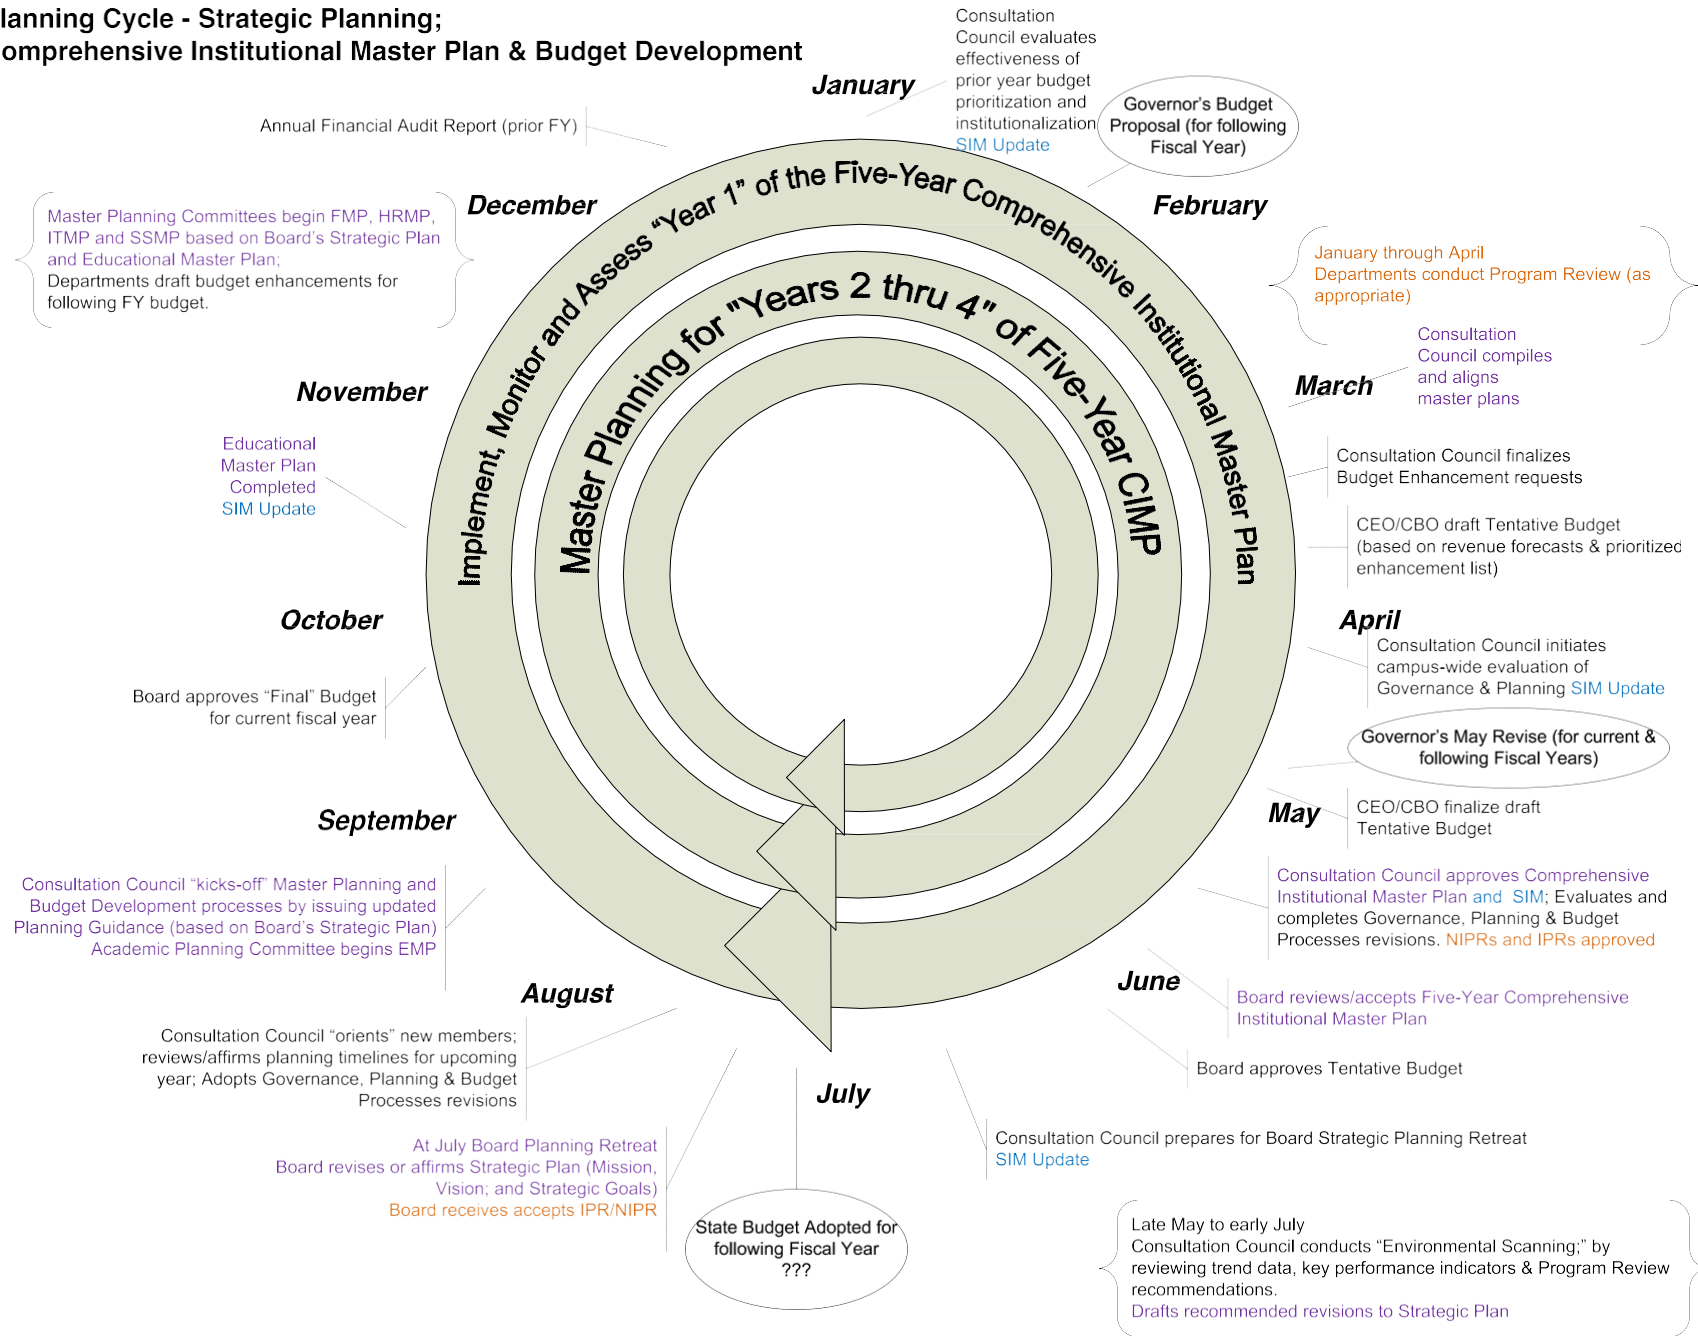 lanning Cycle - Strategic Planning;
omprehensive Institutional Master Plan & Budget Development
January
Consultation
Council evaluates
effectiveness of
prior year budget
prioritization and
institutionalization
SIM Update
Governor's Budget
Proposal (for following
Fiscal Year)
February
January through April
Departments conduct Program Review (as
appropriate)
Consultation
Council compiles
and aligns
master plans
March
Consultation Council finalizes
Budget Enhancement requests
CEO/CBO draft Tentative Budget
(based on revenue forecasts & prioritized
enhancement list)
April
Consultation Council initiates
campus-wide evaluation of
Governance & Planning SIM Update
Governor's May Revise (for current &
following Fiscal Years)
May
CEO/CBO finalize draft
Tentative Budget
Consultation Council approves Comprehensive
Institutional Master Plan and  SIM; Evaluates and
completes Governance, Planning & Budget
Processes revisions. NIPRs and IPRs approved
June
Board reviews/accepts Five-Year Comprehensive
Institutional Master Plan
Board approves Tentative Budget
Consultation Council prepares for Board Strategic Planning Retreat
SIM Update
Late May to early July
Consultation Council conducts “Environmental Scanning;” by
reviewing trend data, key performance indicators & Program Review
recommendations.
Drafts recommended revisions to Strategic Plan
July
State Budget Adopted for
following Fiscal Year
???
At July Board Planning Retreat
Board revises or affirms Strategic Plan (Mission,
Vision; and Strategic Goals)
Board receives accepts IPR/NIPR
August
Consultation Council “orients” new members;
reviews/affirms planning timelines for upcoming
year; Adopts Governance, Planning & Budget
Processes revisions
Consultation Council “kicks-off” Master Planning and
Budget Development processes by issuing updated
Planning Guidance (based on Board's Strategic Plan)
Academic Planning Committee begins EMP
September
Board approves “Final” Budget
for current fiscal year
October
Educational
Master Plan
Completed
SIM Update
November
Master Planning Committees begin FMP, HRMP,
ITMP and SSMP based on Board's Strategic Plan
and Educational Master Plan;
Departments draft budget enhancements for
following FY budget.
December
Annual Financial Audit Report (prior FY)
Implement, Monitor and Assess “Year 1” of the Five-Year Comprehensive Institutional Master Plan
Master Planning for "Years 2 thru 4" of Five-Year CIMP